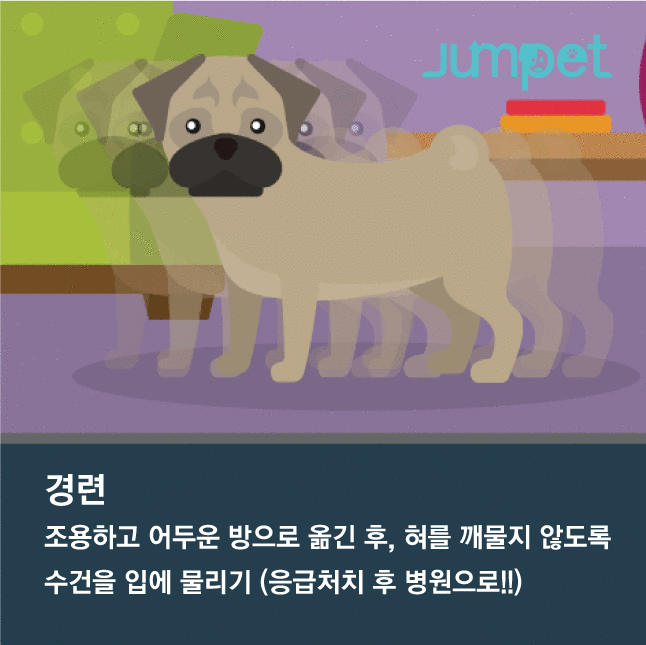 Jumpet
경련
조용하고 어두운 방으로 옮긴 후, 혀를 깨물지 않도록
수건을 입에 물리기 (응급처치 후 병원으로!!)